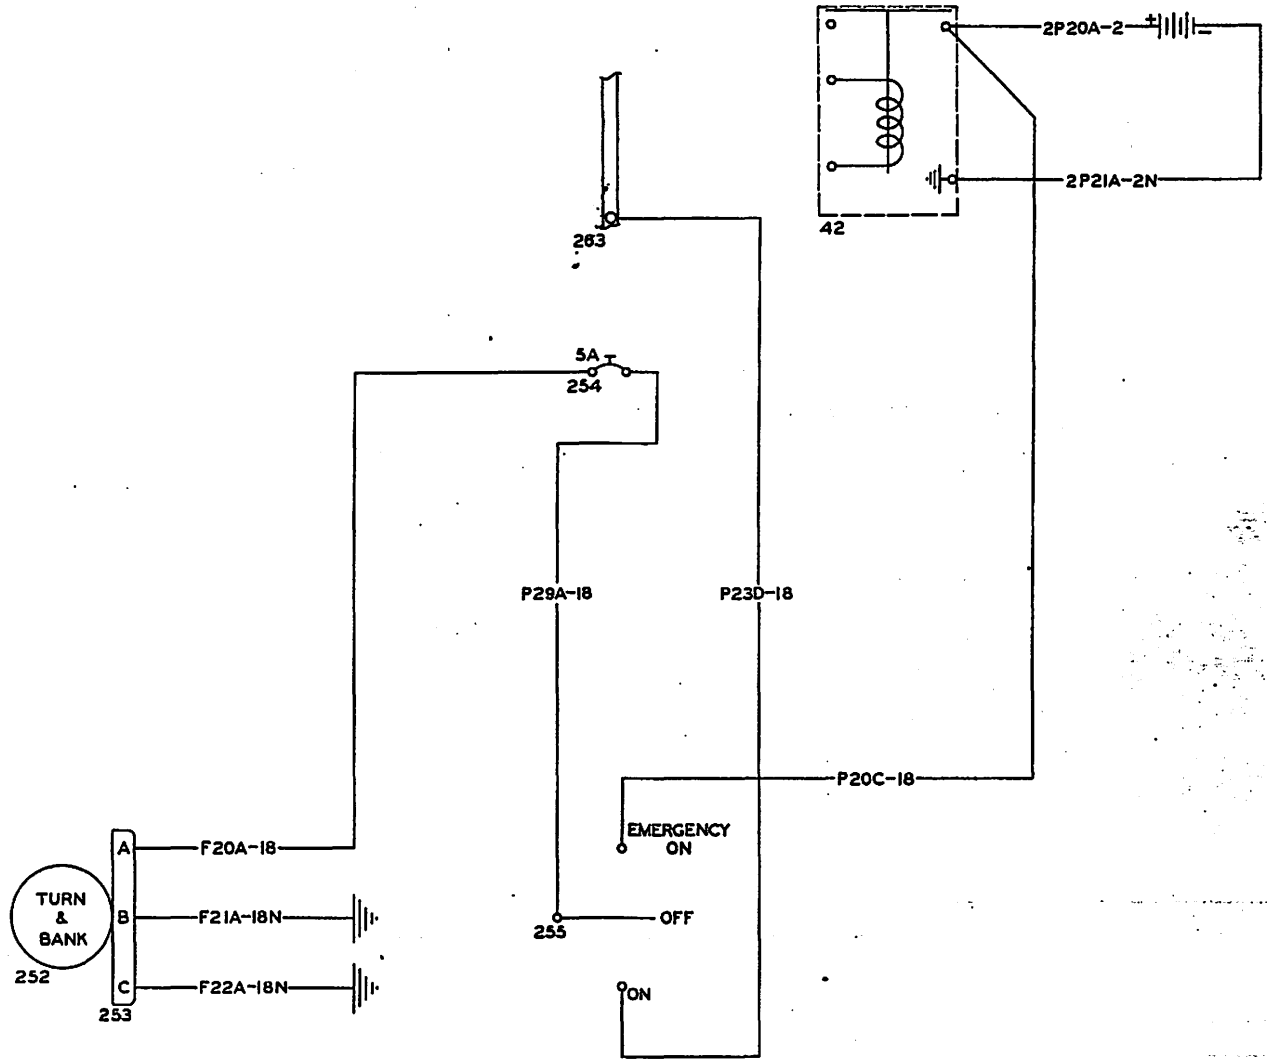 2P20A-2
+
-
2P21A-2N
42
263
5A
254
P29A-18
P23D-18
P20C-18
EMERGENCY
ON
A
F20A-18
TURN
&
BANK
B
F21A-18N
OFF
255
252
C
F22A-18N
ON
253